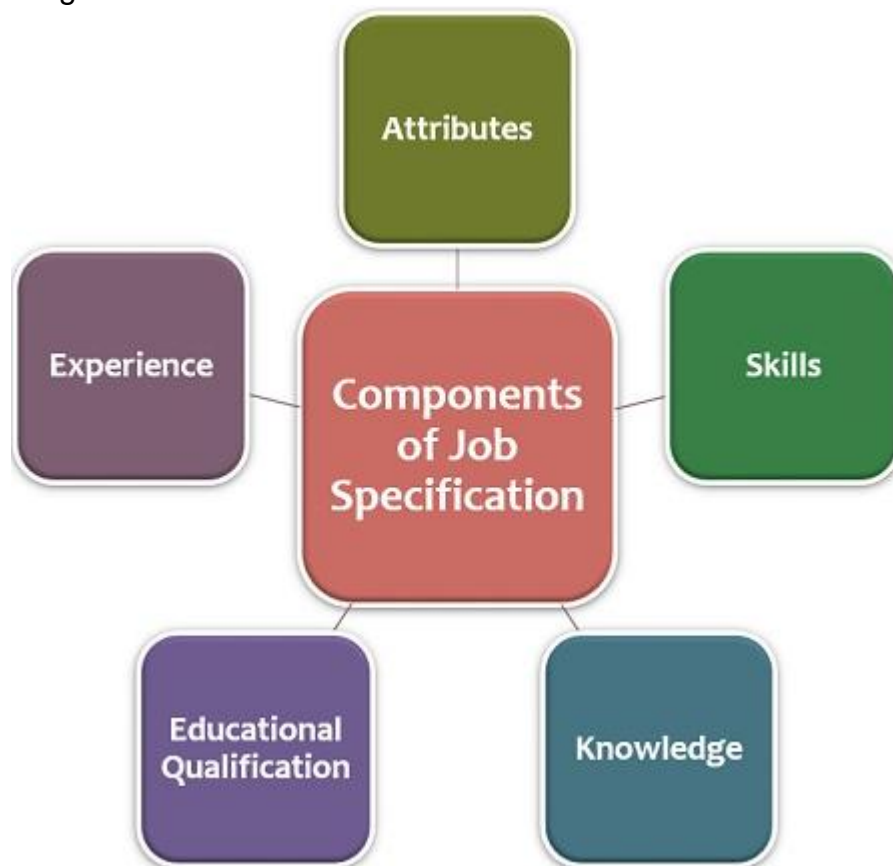 Attributes
Experience
Skills
Components
of Job
Specification
Educational
Qualification
Knowledge